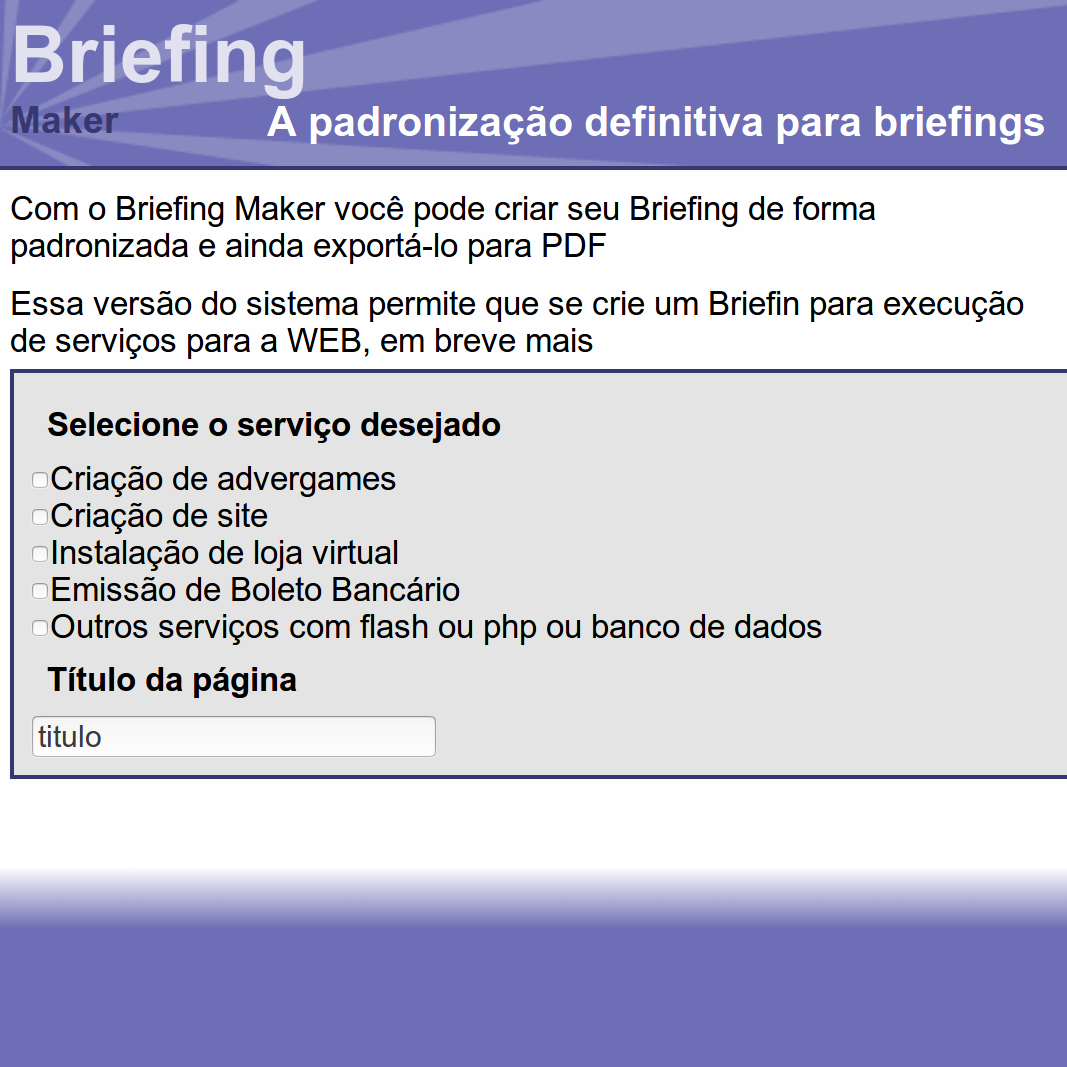 Briefing
Maker
A padronização definitiva para briefings
Com o Briefing Maker você pode criar seu Briefing de forma
padronizada e ainda exportá-lo para PDF
Essa versão do sistema permite que se crie um Briefin para execução
de serviços para a WEB, em breve mais
Selecione o serviço desejado
Criação de advergames
Criação de site
Instalação de loja virtual
Emissão de Boleto Bancário
Outros serviços com flash ou php ou banco de dados
Título da página
titulo